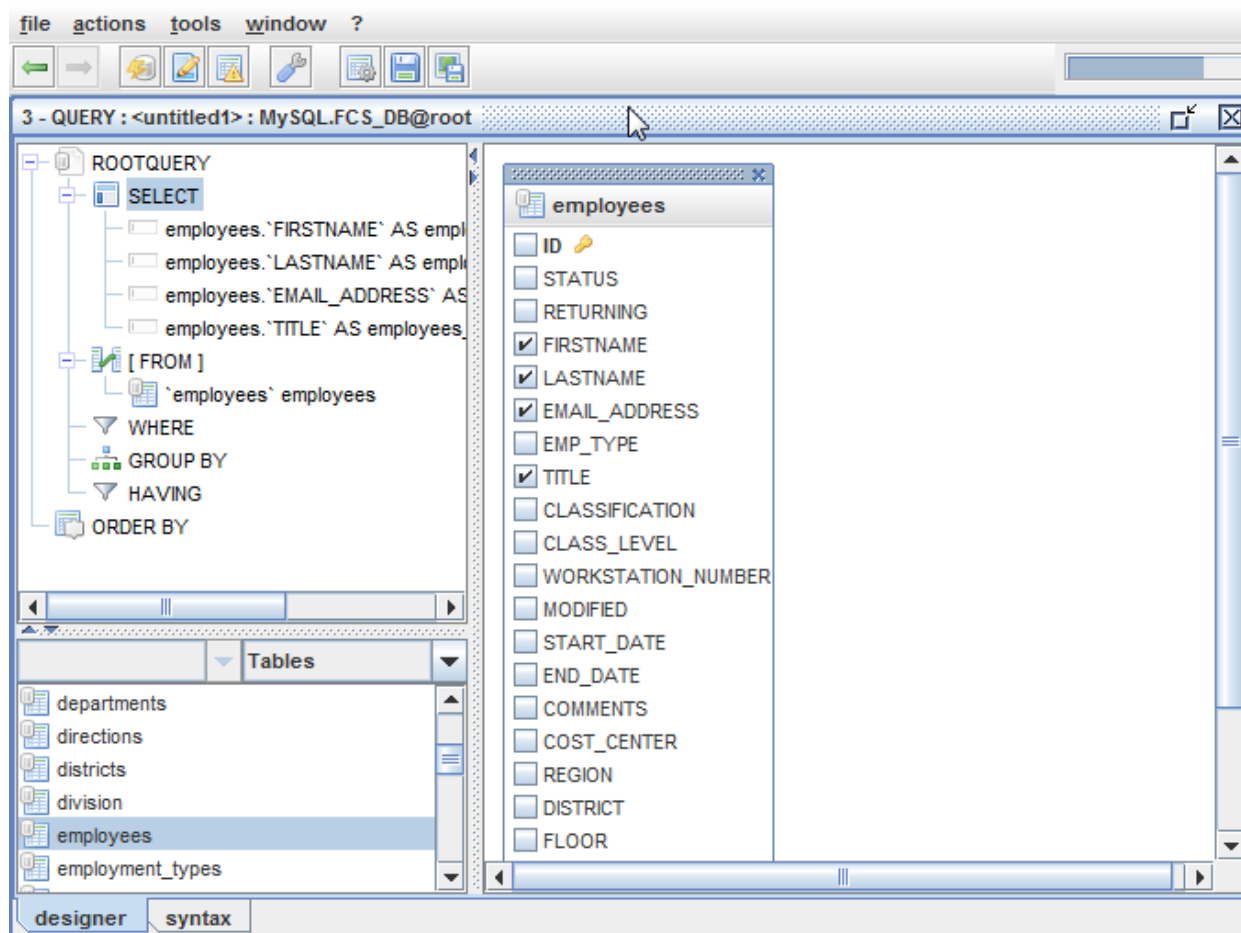 file actions tools window ?
3 - QUERY : <untitled1> : MySQL.FCS_DB@root
ROOTQUERY
SELECT
employees.`FIRSTNAME` AS empl
employees.`LASTNAME` AS empl
employees.`EMAIL_ADDRESS` AS
employees.`TITLE` AS employees_
[ FROM ]
`employees` employees
WHERE
GROUP BY
HAVING
ORDER BY
Tables
departments
directions
districts
division
employees
employment_types
employees
ID
STATUS
RETURNING
FIRSTNAME
LASTNAME
EMAIL_ADDRESS
EMP_TYPE
TITLE
CLASSIFICATION
CLASS_LEVEL
WORKSTATION_NUMBER
MODIFIED
START_DATE
END_DATE
COMMENTS
COST_CENTER
REGION
DISTRICT
FLOOR
designer syntax